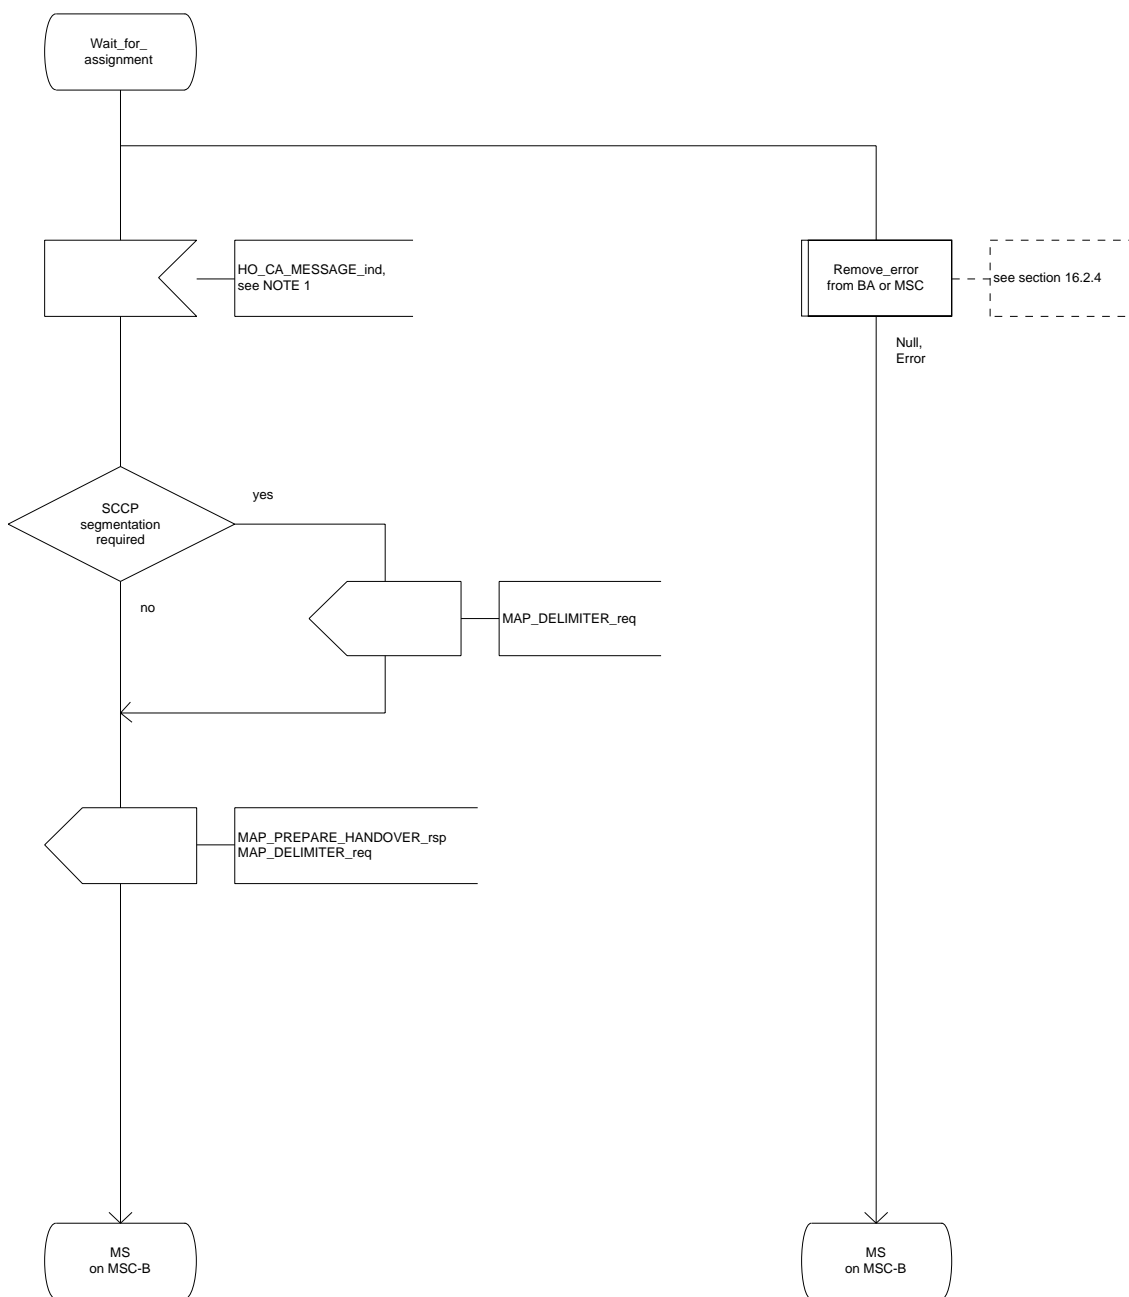 Wait_for_
assignment
HO_CA_MESSAGE_ind,
see NOTE 1
Remove_error
from BA or MSC
see section 16.2.4
Null,
Error
SCCP
segmentation
required
yes
no
MAP_DELIMITER_req
MAP_PREPARE_HANDOVER_rsp
MAP_DELIMITER_req
MS
on MSC-B
MS
on MSC-B